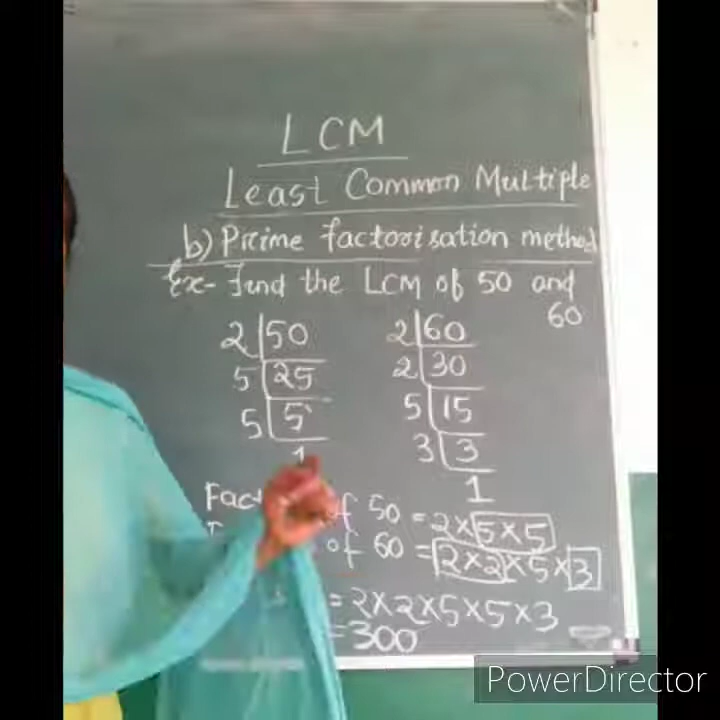 LCM
Least Common Multiple
b) Prime factorisation method
Ex- Find the LCM of 50 and
60
2 50
5 25
5 5
1
2 60
2 30
5 15
3 3
1
of 50 = 2×5×5
of 60 = 2×2×5×3
= 2×2×5×5×3
= 300
PowerDirector